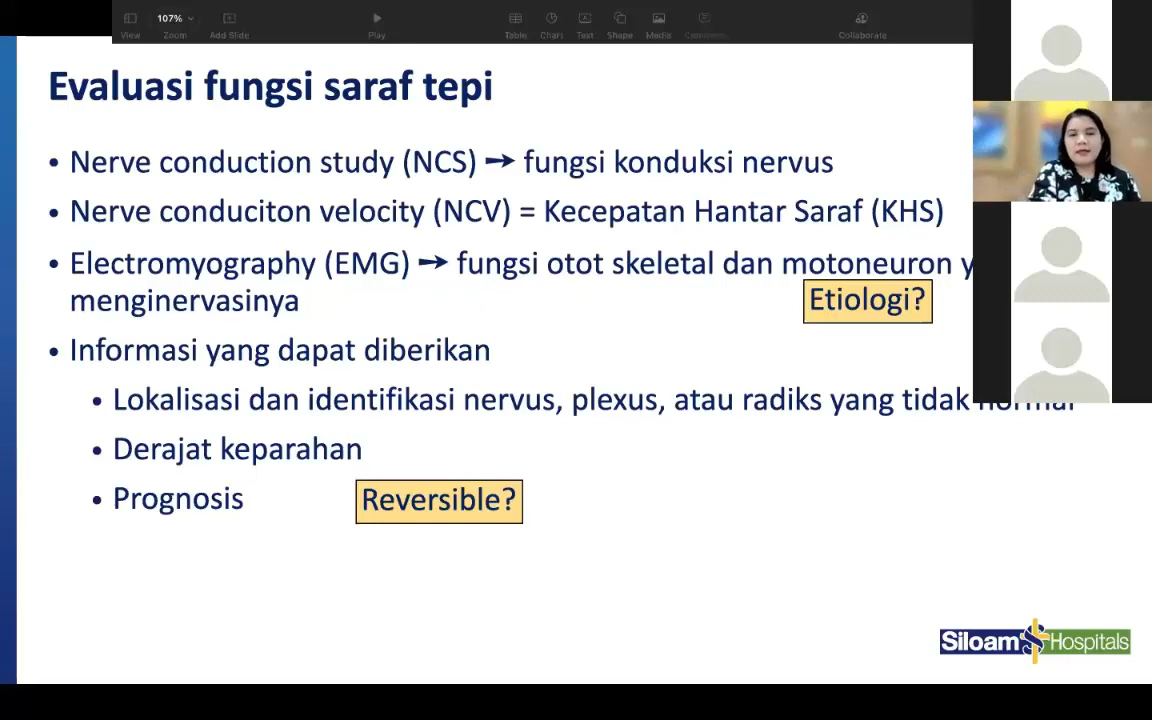 107%
View
Zoom
Add Slide
Play
Table
Chart
Text
Shape
Media
Comment
Collaborate
Evaluasi fungsi saraf tepi
• Nerve conduction study (NCS) ➙ fungsi konduksi nervus
• Nerve conduciton velocity (NCV) = Kecepatan Hantar Saraf (KHS)
• Electromyography (EMG) ➙ fungsi otot skeletal dan motoneuron y
menginervasinya
Etiologi?
• Informasi yang dapat diberikan
• Lokalisasi dan identifikasi nervus, plexus, atau radiks yang tidak normal
• Derajat keparahan
• Prognosis
Reversible?
Siloam Hospitals